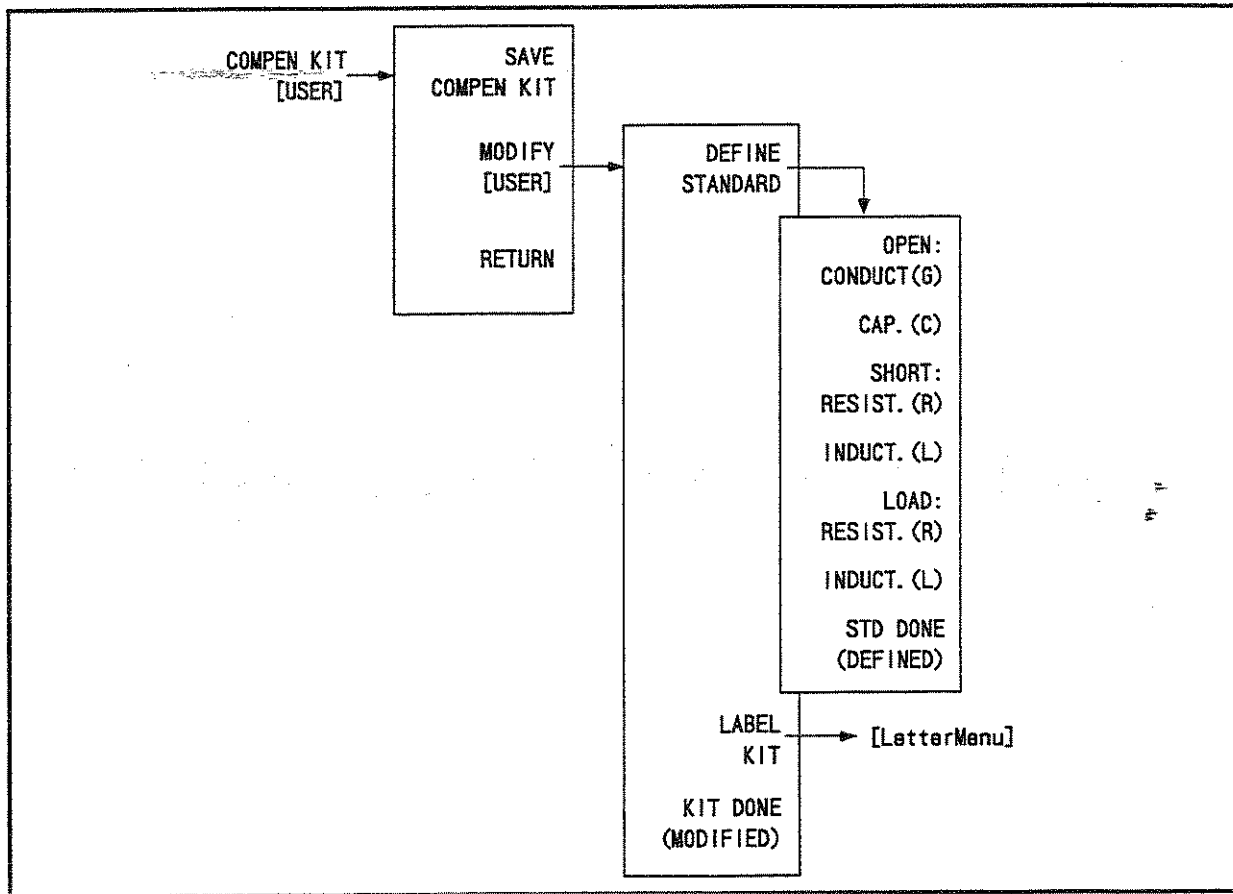 COMPEN KIT
[USER]
SAVE
COMPEN KIT
MODIFY
[USER]
RETURN
DEFINE
STANDARD
OPEN:
CONDUCT(G)
CAP.(C)
SHORT:
RESIST.(R)
INDUCT.(L)
LOAD:
RESIST.(R)
INDUCT.(L)
STD DONE
(DEFINED)
LABEL
KIT
[LetterMenu]
KIT DONE
(MODIFIED)